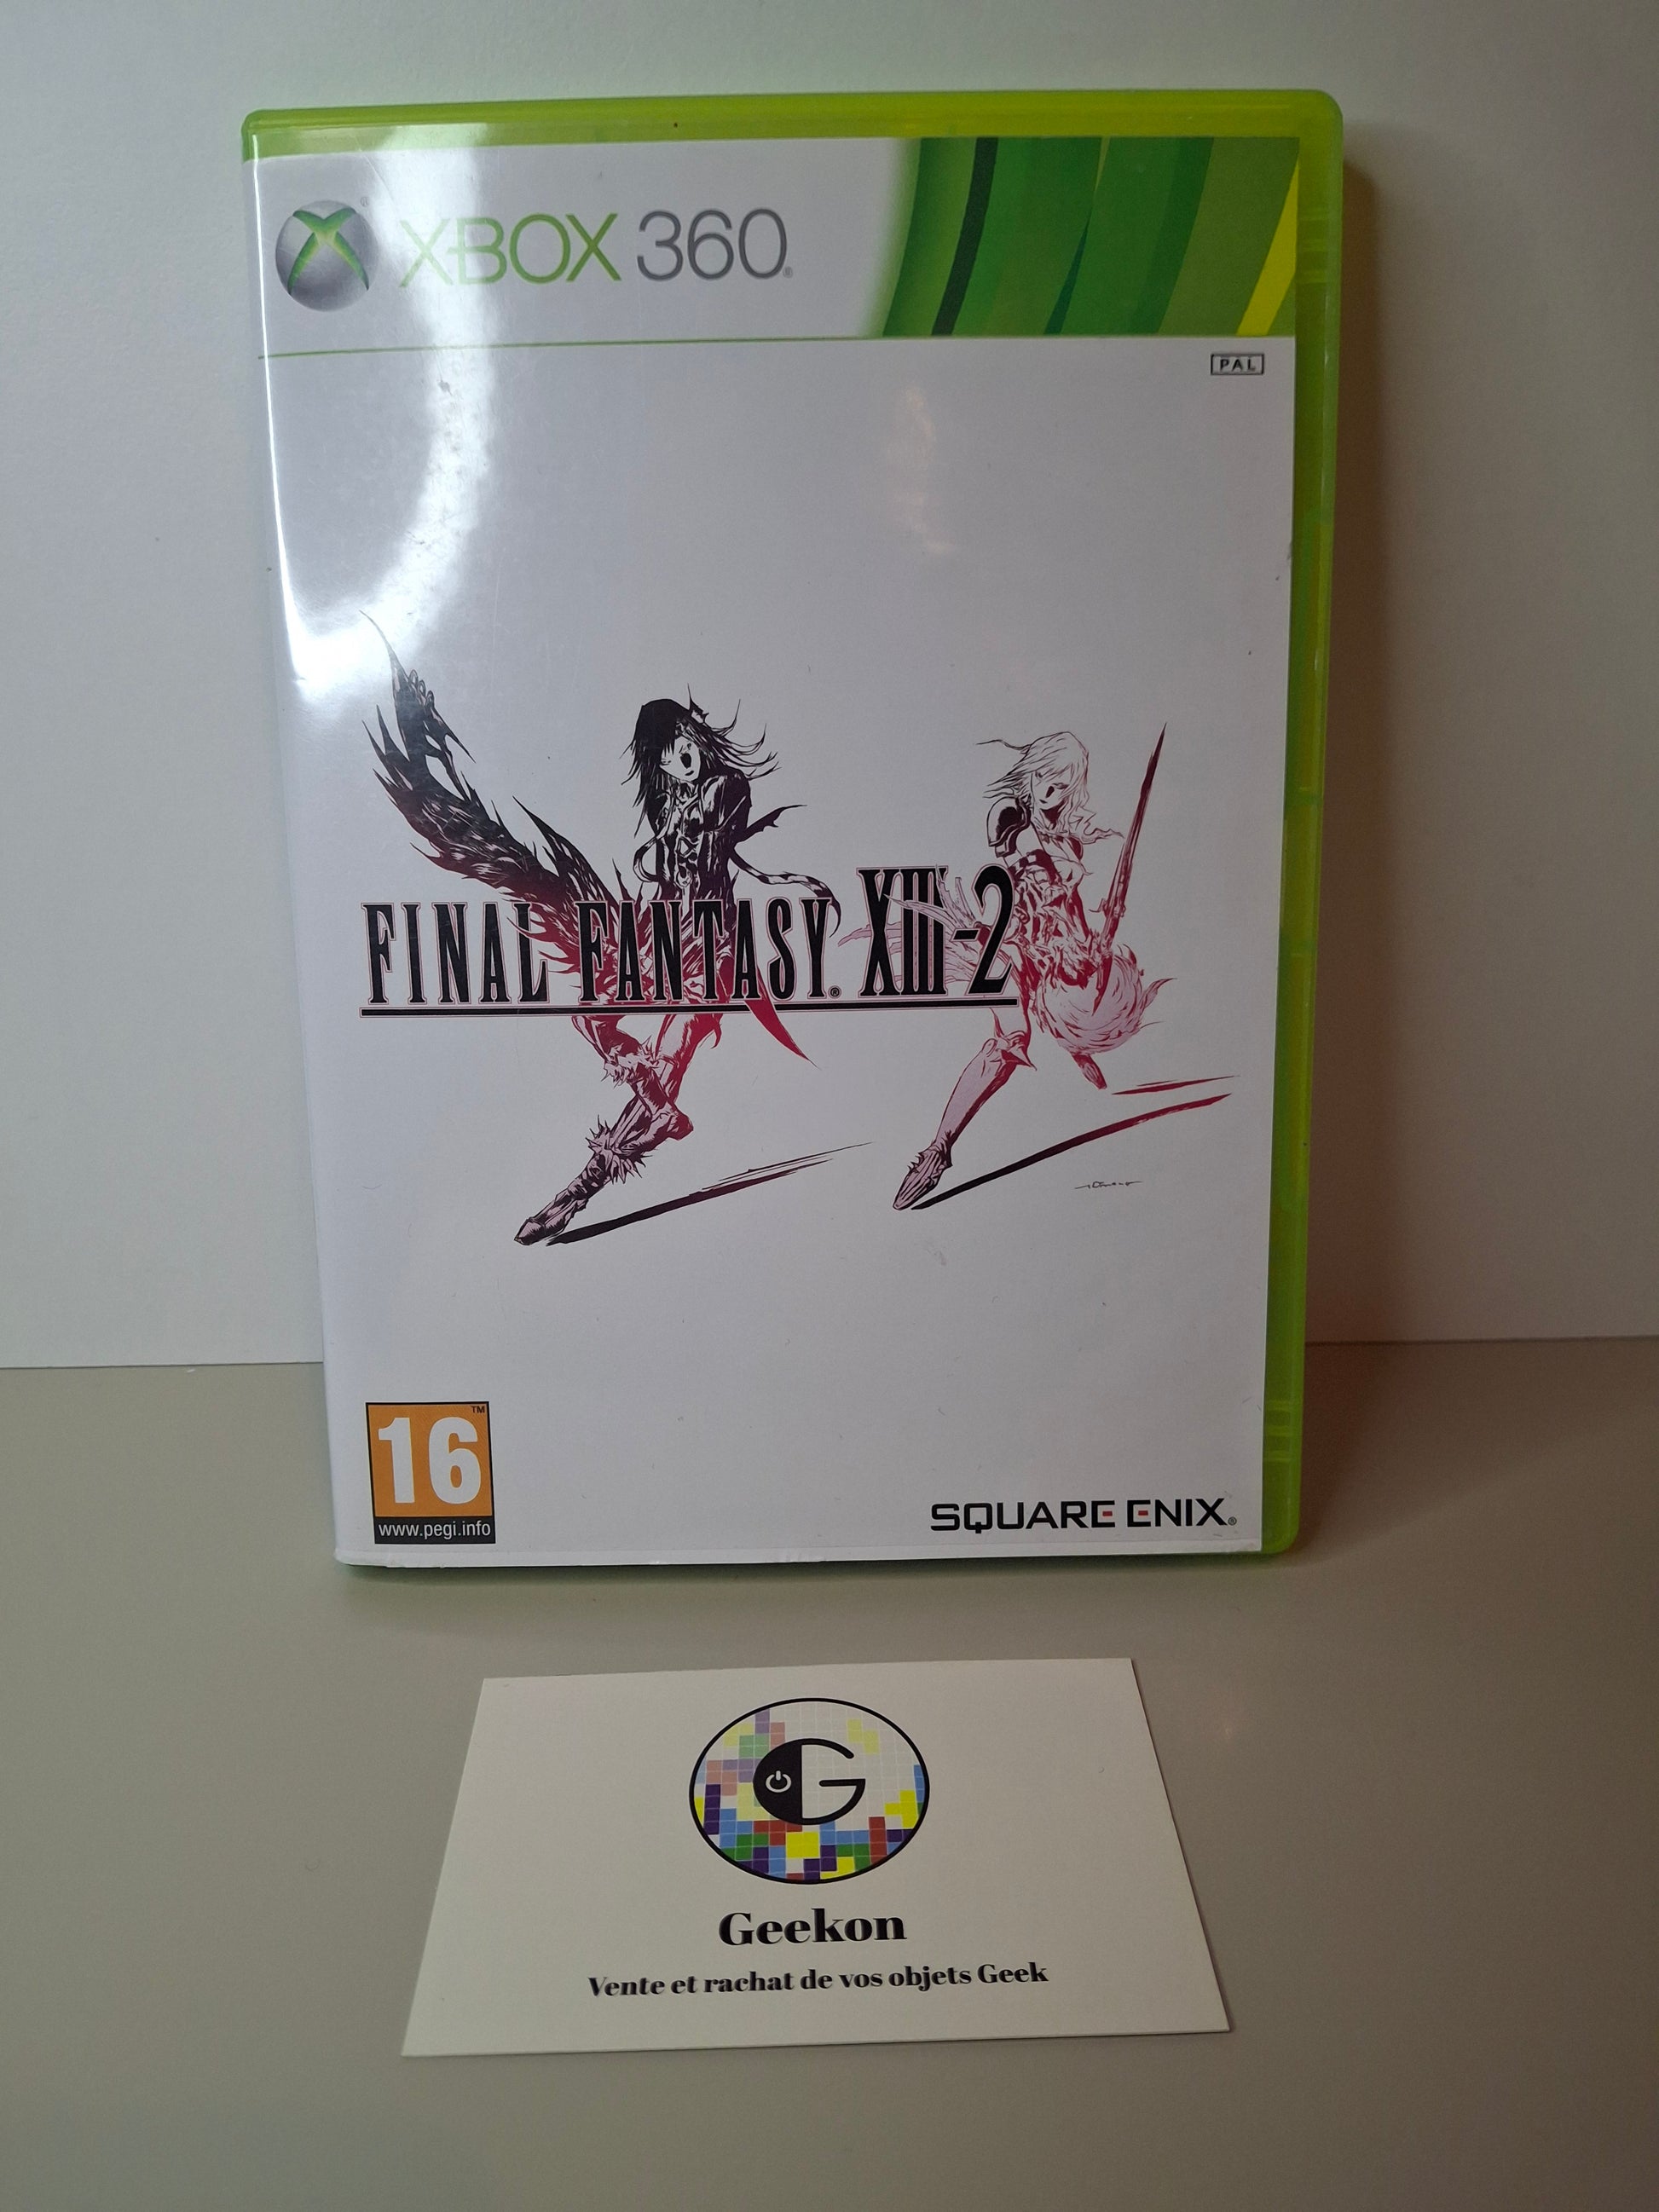 XBOX 360
PAL
FINAL FANTASY® XIII-2
16™
www.pegi.info
SQUARE ENIX®
G
Geekon
Vente et rachat de vos objets Geek